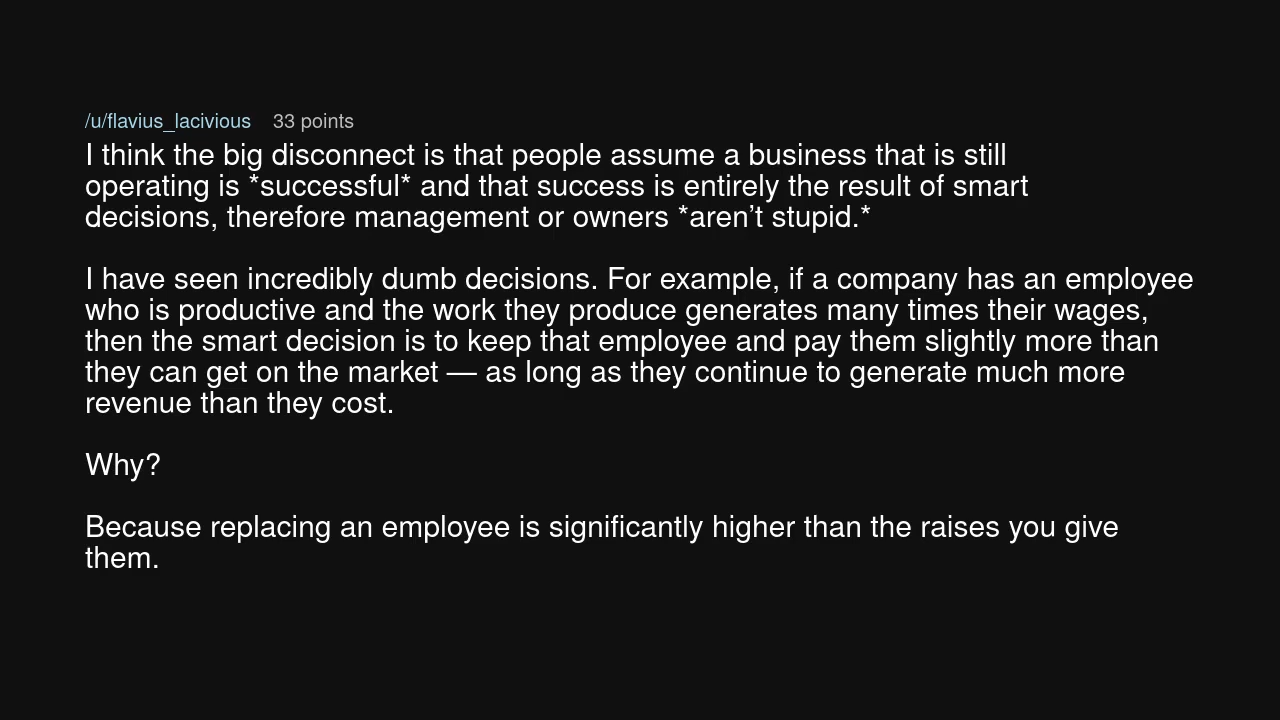 /u/flavius_lacivious 33 points
I think the big disconnect is that people assume a business that is still
operating is *successful* and that success is entirely the result of smart
decisions, therefore management or owners *aren’t stupid.*
I have seen incredibly dumb decisions. For example, if a company has an employee
who is productive and the work they produce generates many times their wages,
then the smart decision is to keep that employee and pay them slightly more than
they can get on the market — as long as they continue to generate much more
revenue than they cost.
Why?
Because replacing an employee is significantly higher than the raises you give
them.